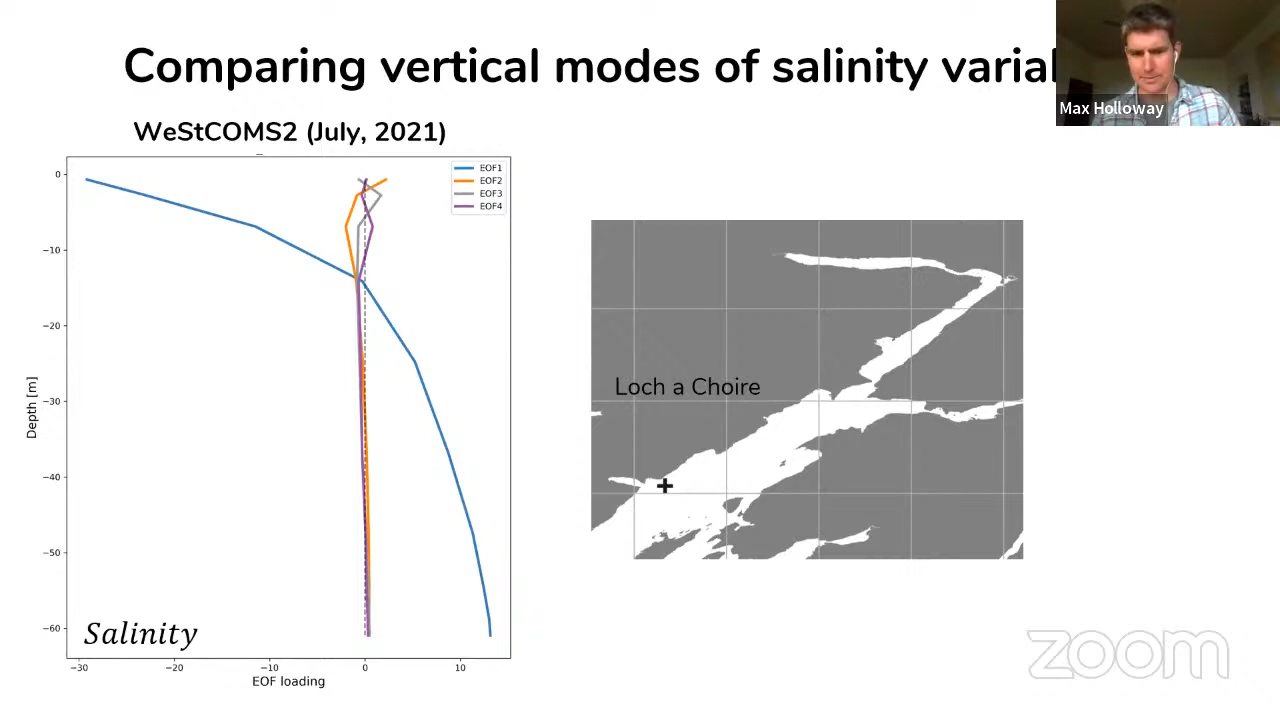 Comparing vertical modes of salinity varia
Max Holloway
WeStCOMS2 (July, 2021)
EOF1
EOF2
EOF3
EOF4
0
−10
−20
−30
−40
−50
−60
Depth [m]
Salinity
−30
−20
−10
0
10
EOF loading
Loch a Choire
zoom